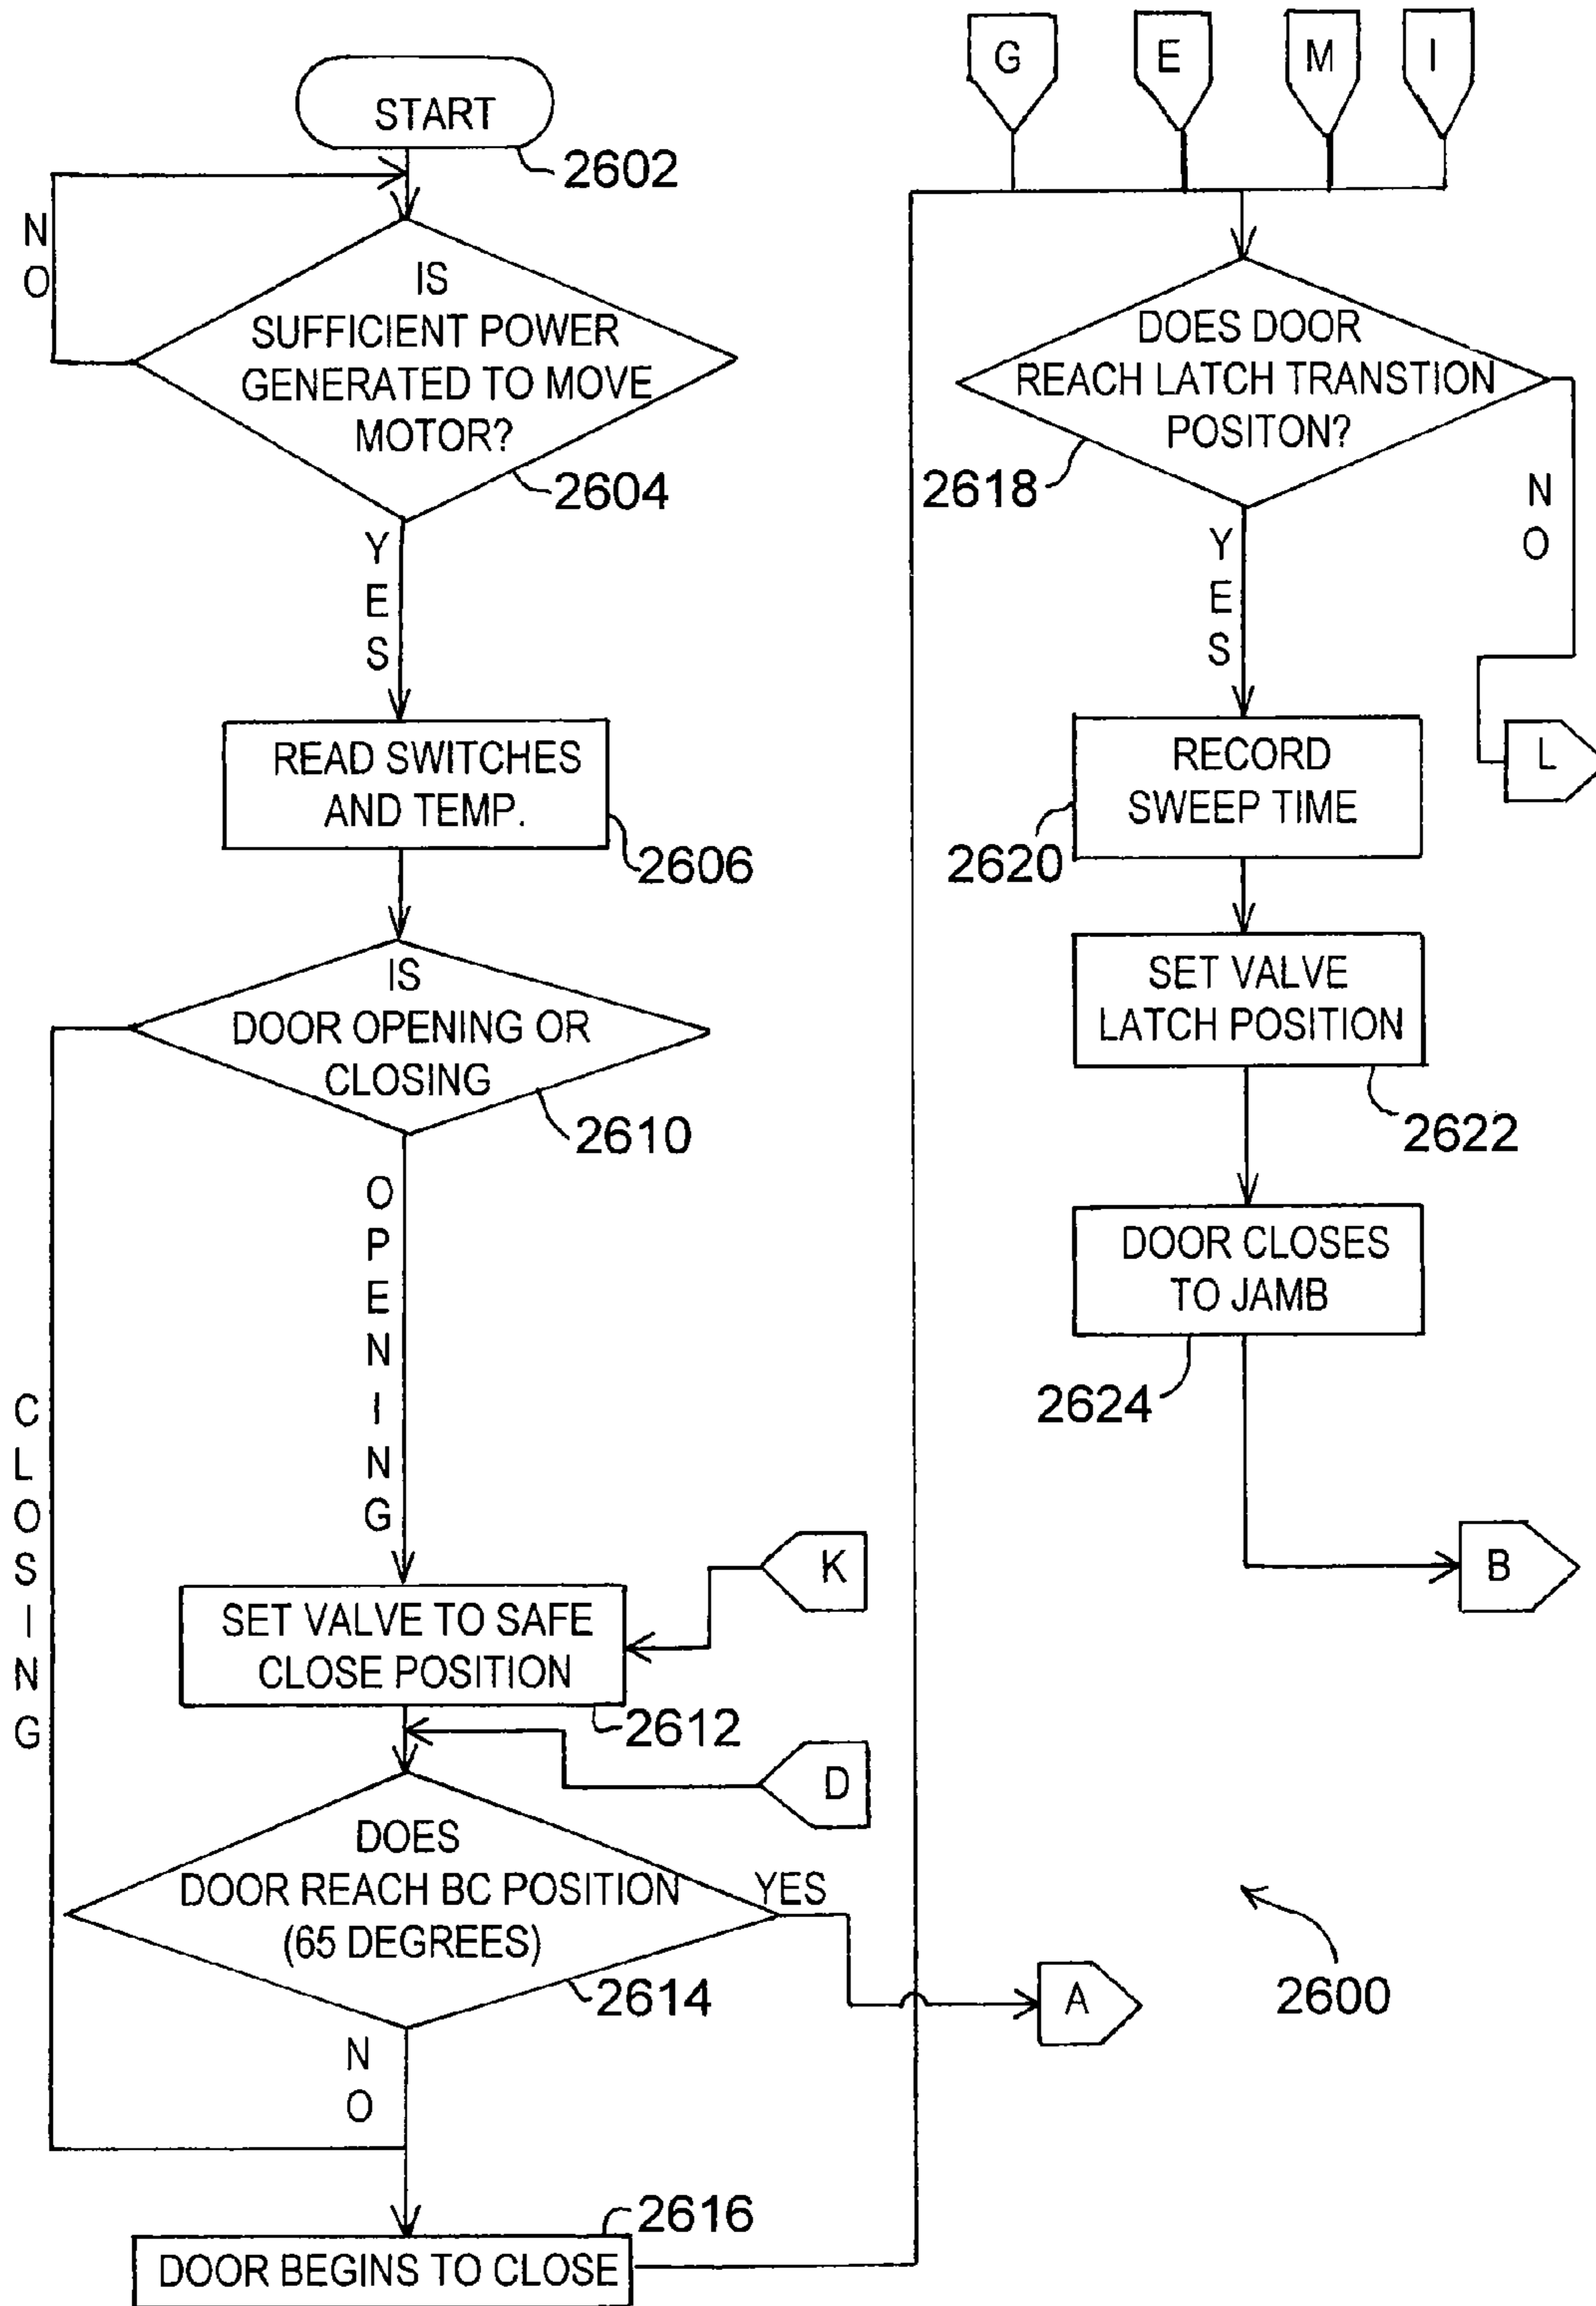 START
2602
NO
IS
SUFFICIENT POWER
GENERATED TO MOVE
MOTOR?
2604
YES
READ SWITCHES
AND TEMP.
2606
IS
DOOR OPENING OR
CLOSING
2610
OPENING
CLOSING
K
SET VALVE TO SAFE
CLOSE POSITION
2612
D
DOES
DOOR REACH BC POSITION
(65 DEGREES)
YES
2614
A
NO
2616
DOOR BEGINS TO CLOSE
G
E
M
I
DOES DOOR
REACH LATCH TRANSTION
POSITON?
2618
NO
YES
L
RECORD
SWEEP TIME
2620
SET VALVE
LATCH POSITION
2622
DOOR CLOSES
TO JAMB
2624
B
2600